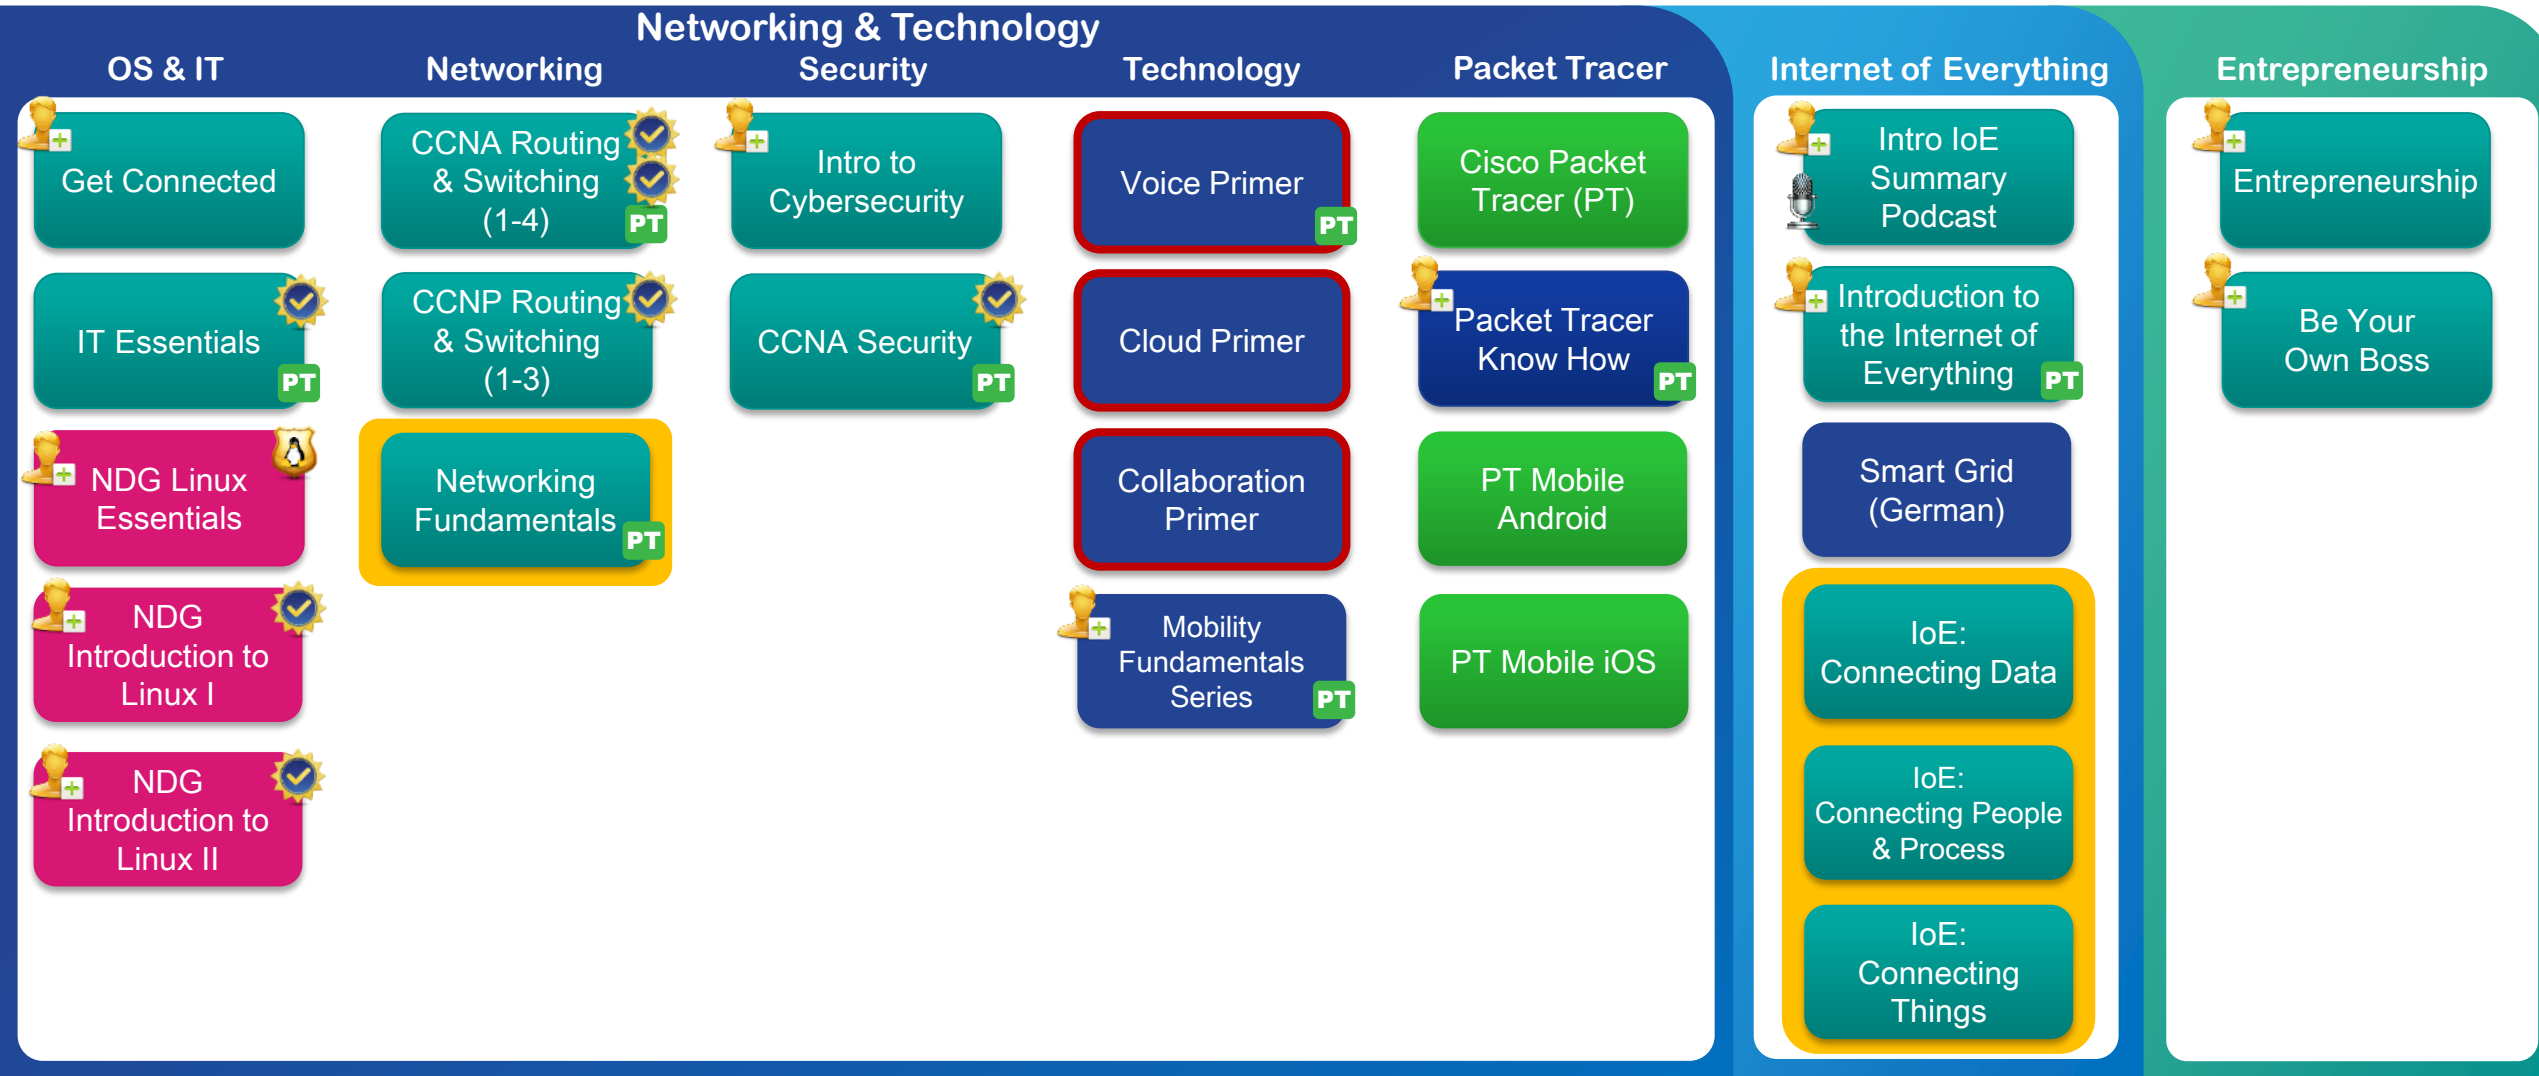 Networking & Technology
OS & IT
Networking
Security
Technology
Packet Tracer
Internet of Everything
Entrepreneurship
Get Connected
IT Essentials
PT
NDG Linux
Essentials
NDG
Introduction to
Linux I
NDG
Introduction to
Linux II
CCNA Routing
& Switching
(1-4)
PT
CCNP Routing
& Switching
(1-3)
Networking
Fundamentals
PT
Intro to
Cybersecurity
CCNA Security
PT
Voice Primer
PT
Cloud Primer
Collaboration
Primer
Mobility
Fundamentals
Series
PT
Cisco Packet
Tracer (PT)
Packet Tracer
Know How
PT
PT Mobile
Android
PT Mobile iOS
Intro IoE
Summary
Podcast
Introduction to
the Internet of
Everything
PT
Smart Grid
(German)
IoE:
Connecting Data
IoE:
Connecting People
& Process
IoE:
Connecting
Things
Entrepreneurship
Be Your
Own Boss